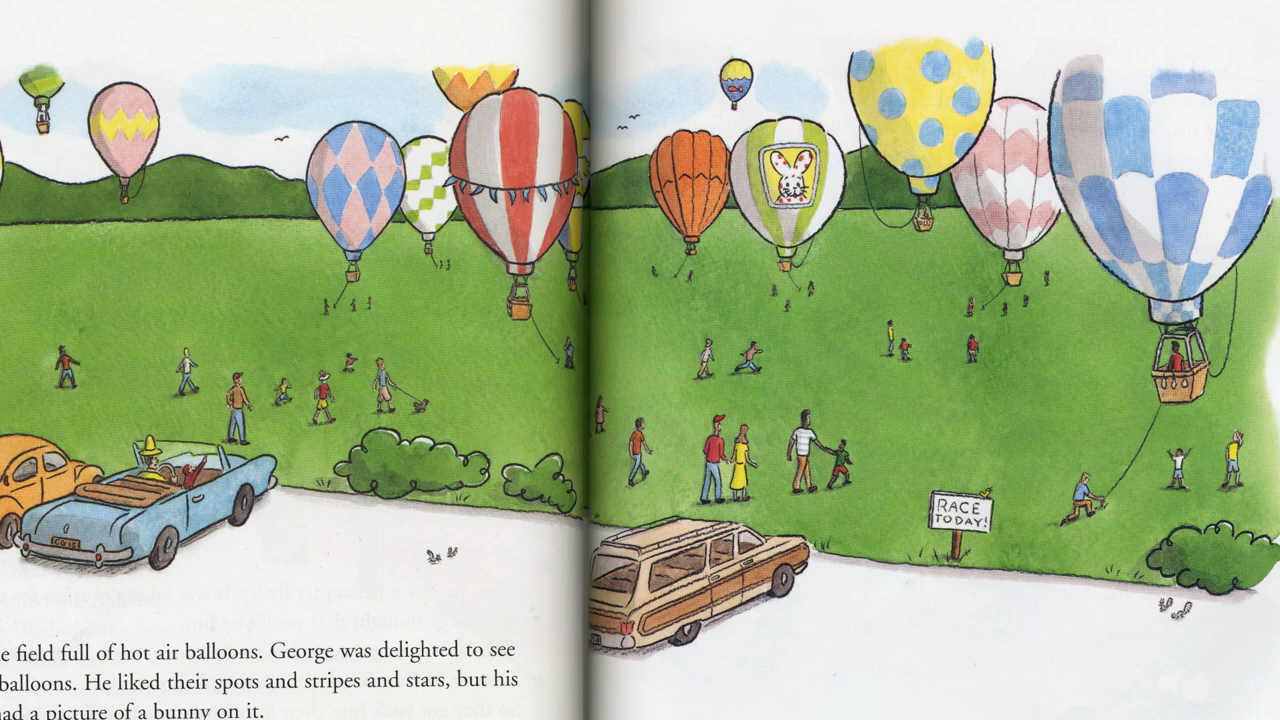 e field full of hot air balloons. George was delighted to see
balloons. He liked their spots and stripes and stars, but his
had a picture of a bunny on it.
RACE
TODAY!